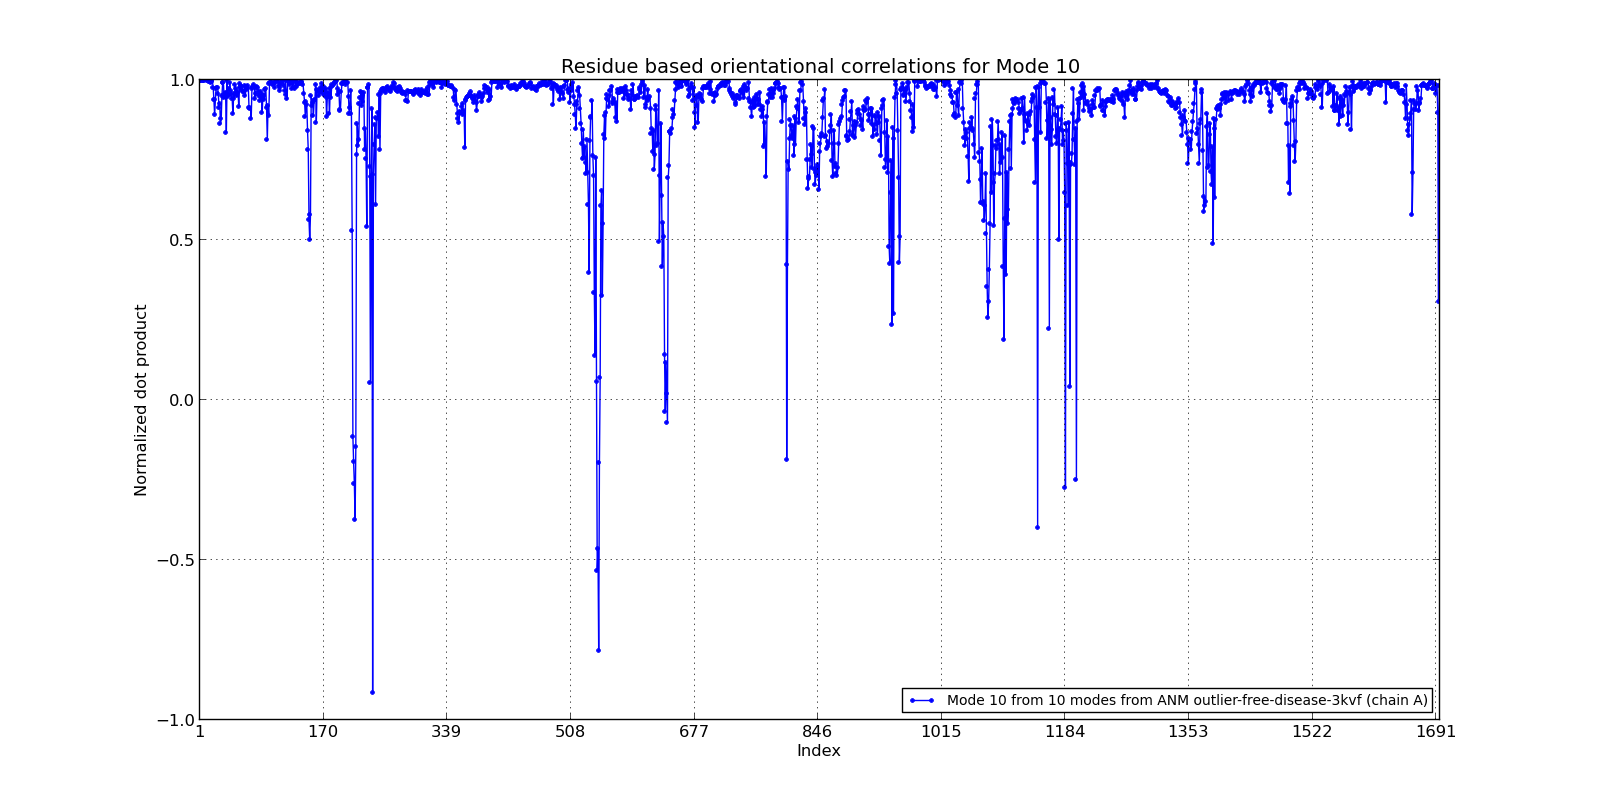 Residue based orientational correlations for Mode 10
1.0
0.5
0.0
−0.5
−1.0
Normalized dot product
Mode 10 from 10 modes from ANM outlier-free-disease-3kvf (chain A)
1 170 339 508 677 846 1015 1184 1353 1522 1691
Index